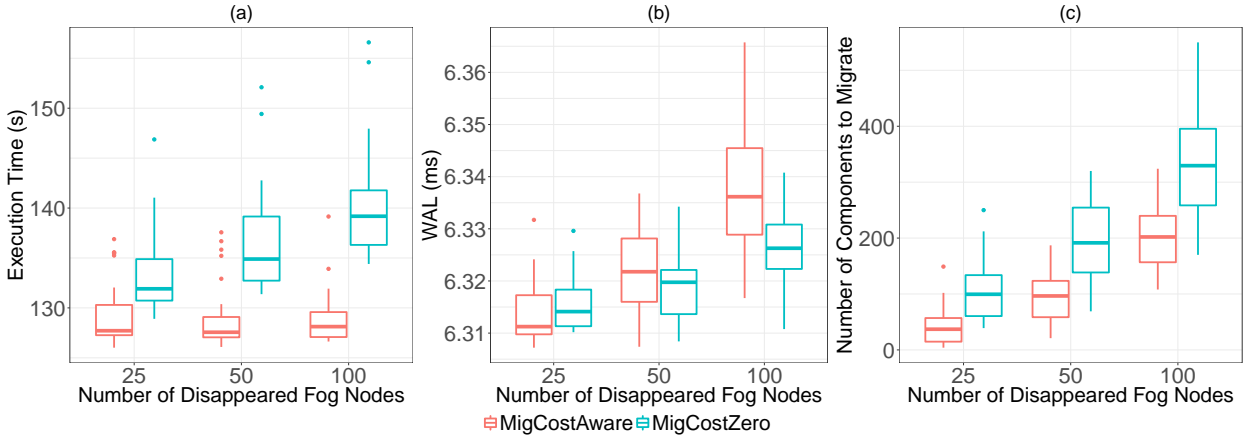 (a)
(b)
(c)
Execution Time (s)
150
140
130
25
50
100
Number of Disappeared Fog Nodes
WAL (ms)
6.36
6.35
6.34
6.33
6.32
6.31
25
50
100
Number of Disappeared Fog Nodes
Number of Components to Migrate
400
200
0
25
50
100
Number of Disappeared Fog Nodes
MigCostAware
MigCostZero